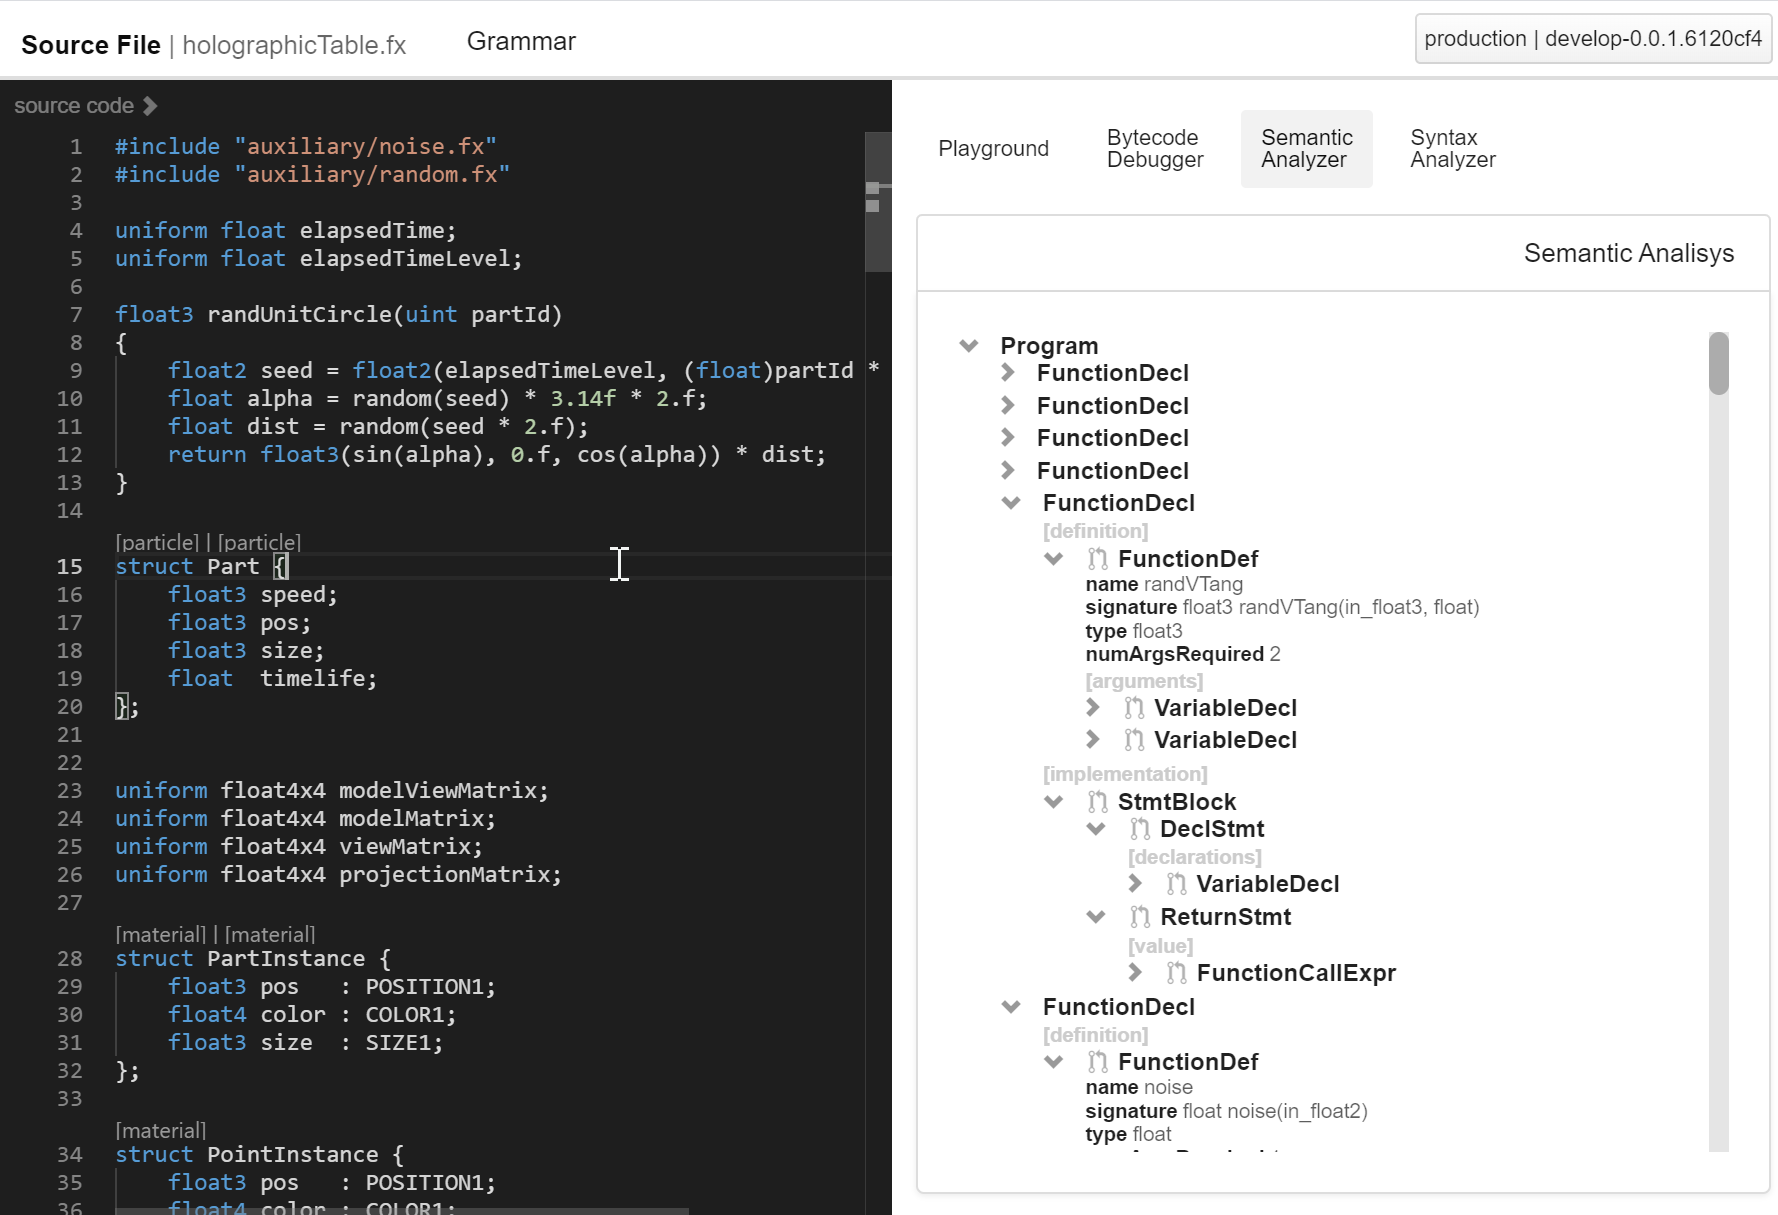 Source File | holographicTable.fx
Grammar
production | develop-0.0.1.6120cf4
source code
1 #include "auxiliary/noise.fx"
2 #include "auxiliary/random.fx"
3
4 uniform float elapsedTime;
5 uniform float elapsedTimeLevel;
6
7 float3 randUnitCircle(uint partId)
8 {
9 float2 seed = float2(elapsedTimeLevel, (float)partId *
10 float alpha = random(seed) * 3.14f * 2.f;
11 float dist = random(seed * 2.f);
12 return float3(sin(alpha), 0.f, cos(alpha)) * dist;
13 }
14
[particle] | [particle]
15 struct Part {
16 float3 speed;
17 float3 pos;
18 float3 size;
19 float  timelife;
20 };
21
22
23 uniform float4x4 modelViewMatrix;
24 uniform float4x4 modelMatrix;
25 uniform float4x4 viewMatrix;
26 uniform float4x4 projectionMatrix;
27
[material] | [material]
28 struct PartInstance {
29 float3 pos   : POSITION1;
30 float4 color : COLOR1;
31 float3 size  : SIZE1;
32 };
33
[material]
34 struct PointInstance {
35 float3 pos   : POSITION1;
36 float4 color : COLOR1;
Playground
Bytecode
Debugger
Semantic
Analyzer
Syntax
Analyzer
Semantic Analisys
Program
FunctionDecl
FunctionDecl
FunctionDecl
FunctionDecl
FunctionDecl
[definition]
FunctionDef
name randVTang
signature float3 randVTang(in_float3, float)
type float3
numArgsRequired 2
[arguments]
VariableDecl
VariableDecl
[implementation]
StmtBlock
DeclStmt
[declarations]
VariableDecl
ReturnStmt
[value]
FunctionCallExpr
FunctionDecl
[definition]
FunctionDef
name noise
signature float noise(in_float2)
type float